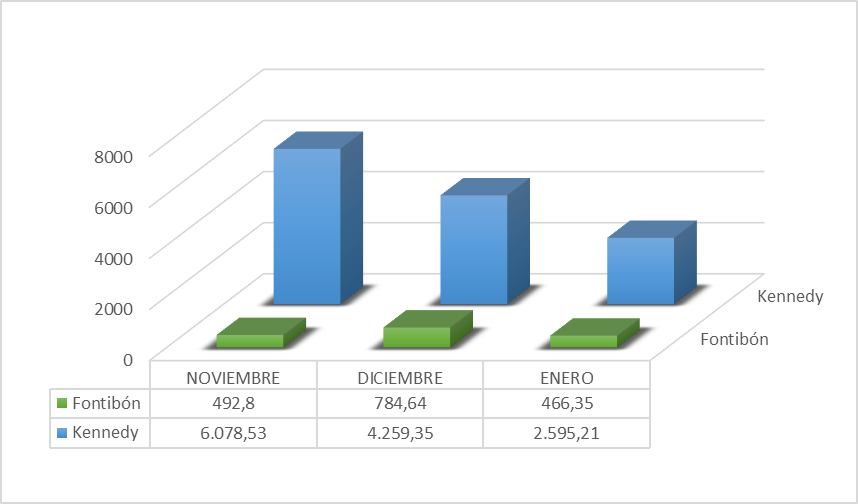 8000
6000
4000
2000
0
Kennedy
Fontibón
NOVIEMBRE DICIEMBRE ENERO
Fontibón 492,8 784,64 466,35
Kennedy 6.078,53 4.259,35 2.595,21